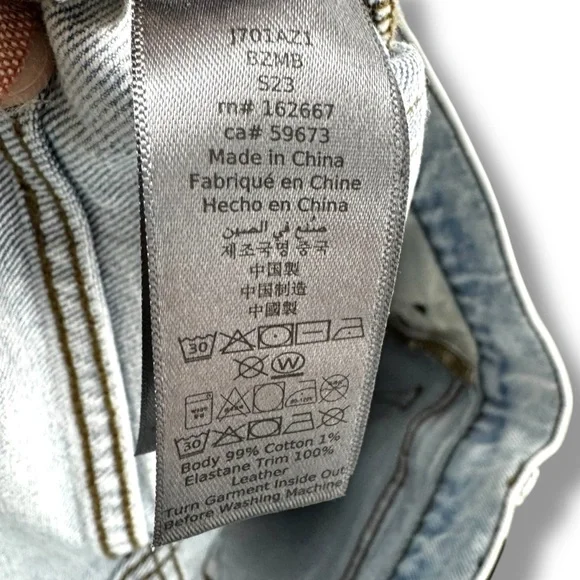 J701AZ1
BZMB
S23
rn# 162667
ca# 59673
Made in China
Fabriqué en Chine
Hecho en China
صنع في الصين
제조국명 중국
中国製
中国制造
中國製
30
W
30
Body 99% Cotton 1%
Elastane Trim 100%
Leather
Turn Garment Inside Out
Before Washing Machine